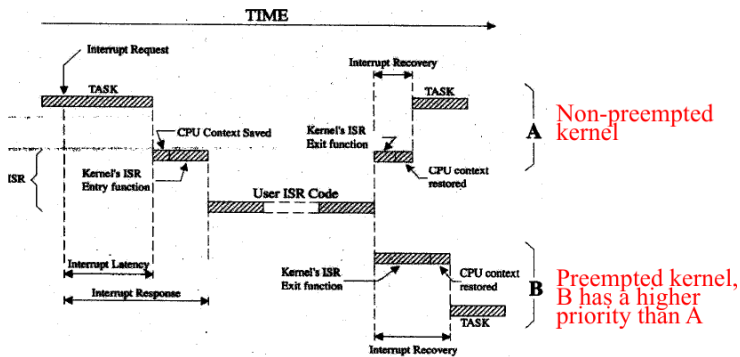 TIME
Interrupt Request
Interrupt Recovery
TASK
TASK
CPU Context Saved
Kernel's ISR
Exit function
A
Non-preempted
kernel
Kernel's ISR
Entry function
CPU context
restored
ISR
User ISR Code
Interrupt Latency
Interrupt Response
Kernel's ISR
Exit function
CPU context
restored
B
Preempted kernel,
B has a higher
priority than A
TASK
Interrupt Recovery